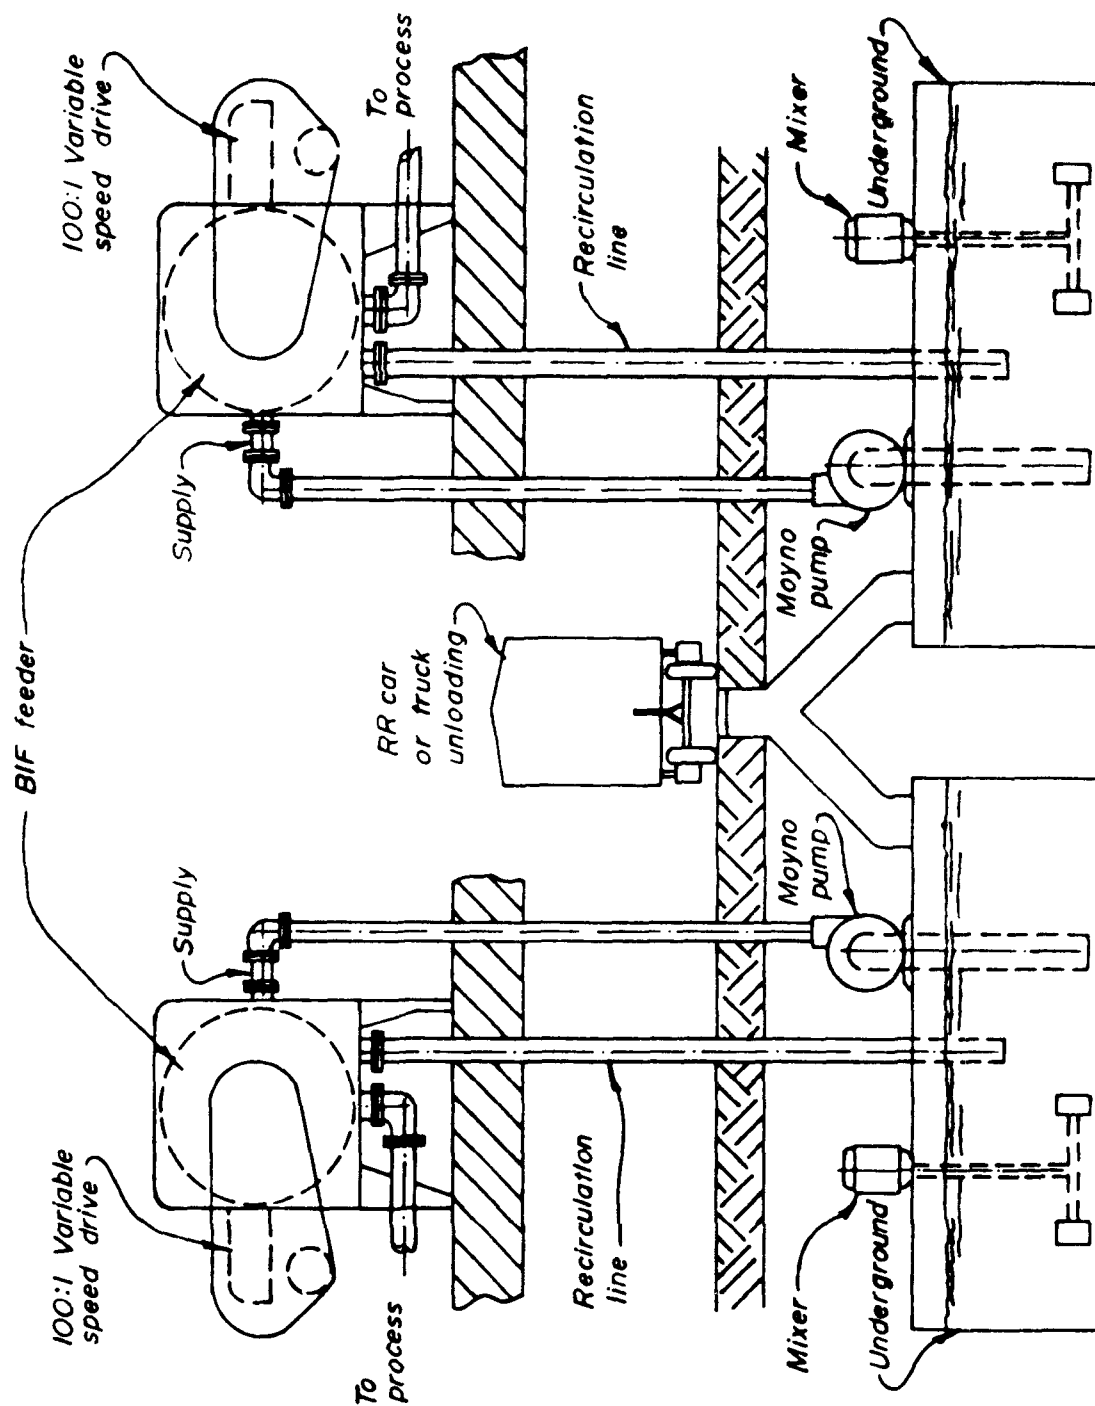 BIF feeder
100:1 Variable
speed drive
100:1 Variable
speed drive
Supply
Supply
To
process
To
process
RR car
or truck
unloading
Recirculation
line
Recirculation
line
Mixer
Moyno
pump
Moyno
pump
Mixer
Underground
Underground